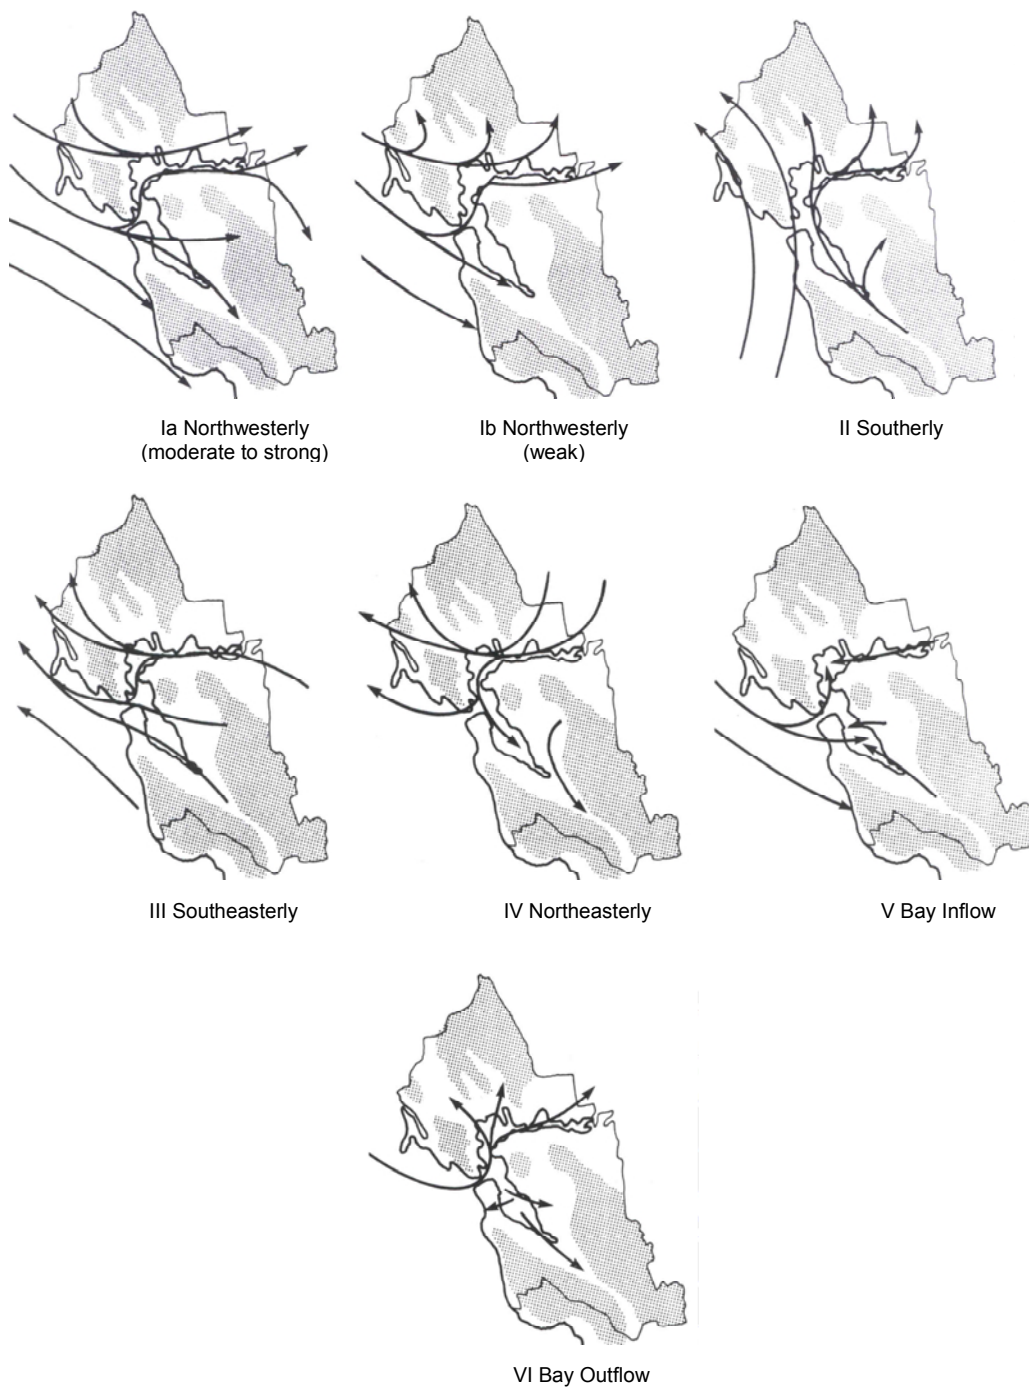 Ia Northwesterly
(moderate to strong)
Ib Northwesterly
(weak)
II Southerly
III Southeasterly
IV Northeasterly
V Bay Inflow
VI Bay Outflow